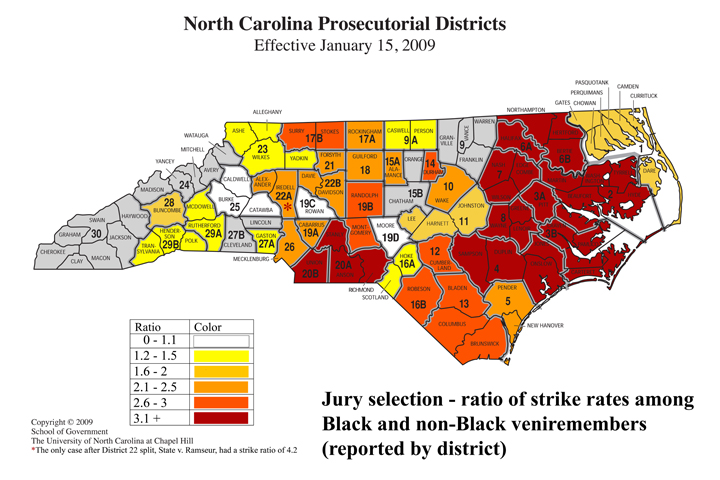 North Carolina Prosecutorial Districts
Effective January 15, 2009
PASQUOTANK
PERQUIMANS
CAMDEN
GATES
CHOWAN
CURRITUCK
NORTHAMPTON
ALLEGHANY
ASHE
SURRY
STOKES
ROCKINGHAM
CASWELL
PERSON
GRAN-
VILLE
VANCE
WARREN
17B
17A
9A
9
6A
6B
1
WATAUGA
23
WILKES
YADKIN
FORSYTH
21
GUILFORD
18
15A
ALA-
MANCE
ORANGE
14
DURHAM
FRANKLIN
7
DARE
MITCHELL
YANCEY
AVERY
CALDWELL
ALEX-
ANDER
IREDELL
22A
*
DAVIE
22B
DAVIDSON
RANDOLPH
19B
CHATHAM
15B
10
WAKE
JOHNSTON
11
3A
2
MADISON
24
BURKE
25
CATAWBA
19C
ROWAN
LEE
HARNETT
8
28
BUNCOMBE
MCDOWELL
RUTHERFORD
29A
LINCOLN
27B
CLEVELAND
GASTON
27A
CABARRUS
19A
MONT-
GOMERY
MOORE
19D
3B
SWAIN
HAYWOOD
GRAHAM
30
JACKSON
CHEROKEE
MACON
CLAY
HENDER-
SON
29B
TRAN-
SYLVANIA
POLK
MECKLENBURG
26
20B
20A
HOKE
16A
12
CUMBER-
LAND
4
RICHMOND
SCOTLAND
ROBESON
16B
BLADEN
13
PENDER
5
NEW HANOVER
COLUMBUS
BRUNSWICK
Ratio Color
0 - 1.1
1.2 - 1.5
1.6 - 2
2.1 - 2.5
2.6 - 3
3.1 +
Jury selection - ratio of strike rates among
Black and non-Black veniremembers
(reported by district)
Copyright © 2009
School of Government
The University of North Carolina at Chapel Hill
*The only case after District 22 split, State v. Ramseur, had a strike ratio of 4.2